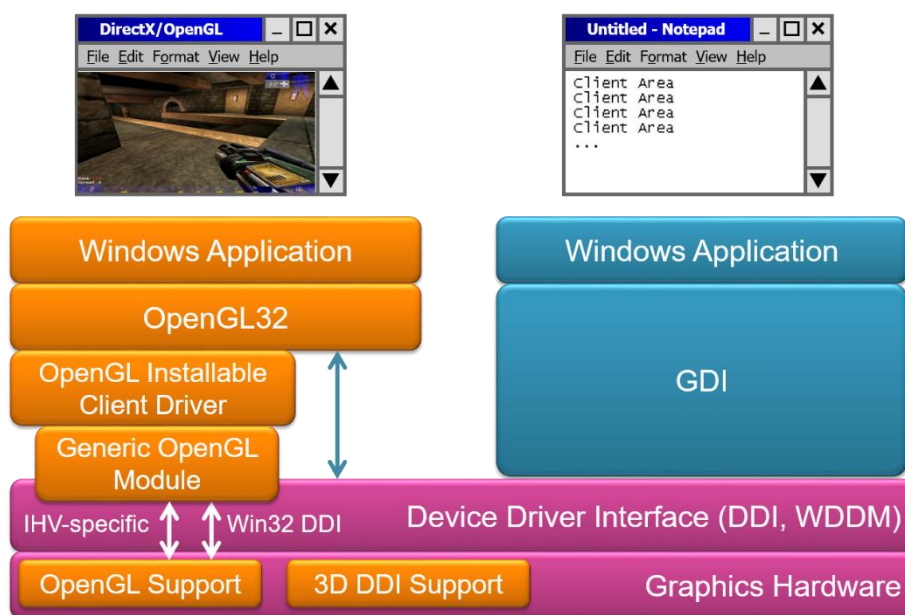 DirectX/OpenGL
File Edit Format View Help
Untitled - Notepad
File Edit Format View Help
Client Area
Client Area
Client Area
Client Area
...
Windows Application
OpenGL32
OpenGL Installable
Client Driver
Generic OpenGL
Module
IHV-specific
Win32 DDI
OpenGL Support
3D DDI Support
Windows Application
GDI
Device Driver Interface (DDI, WDDM)
Graphics Hardware